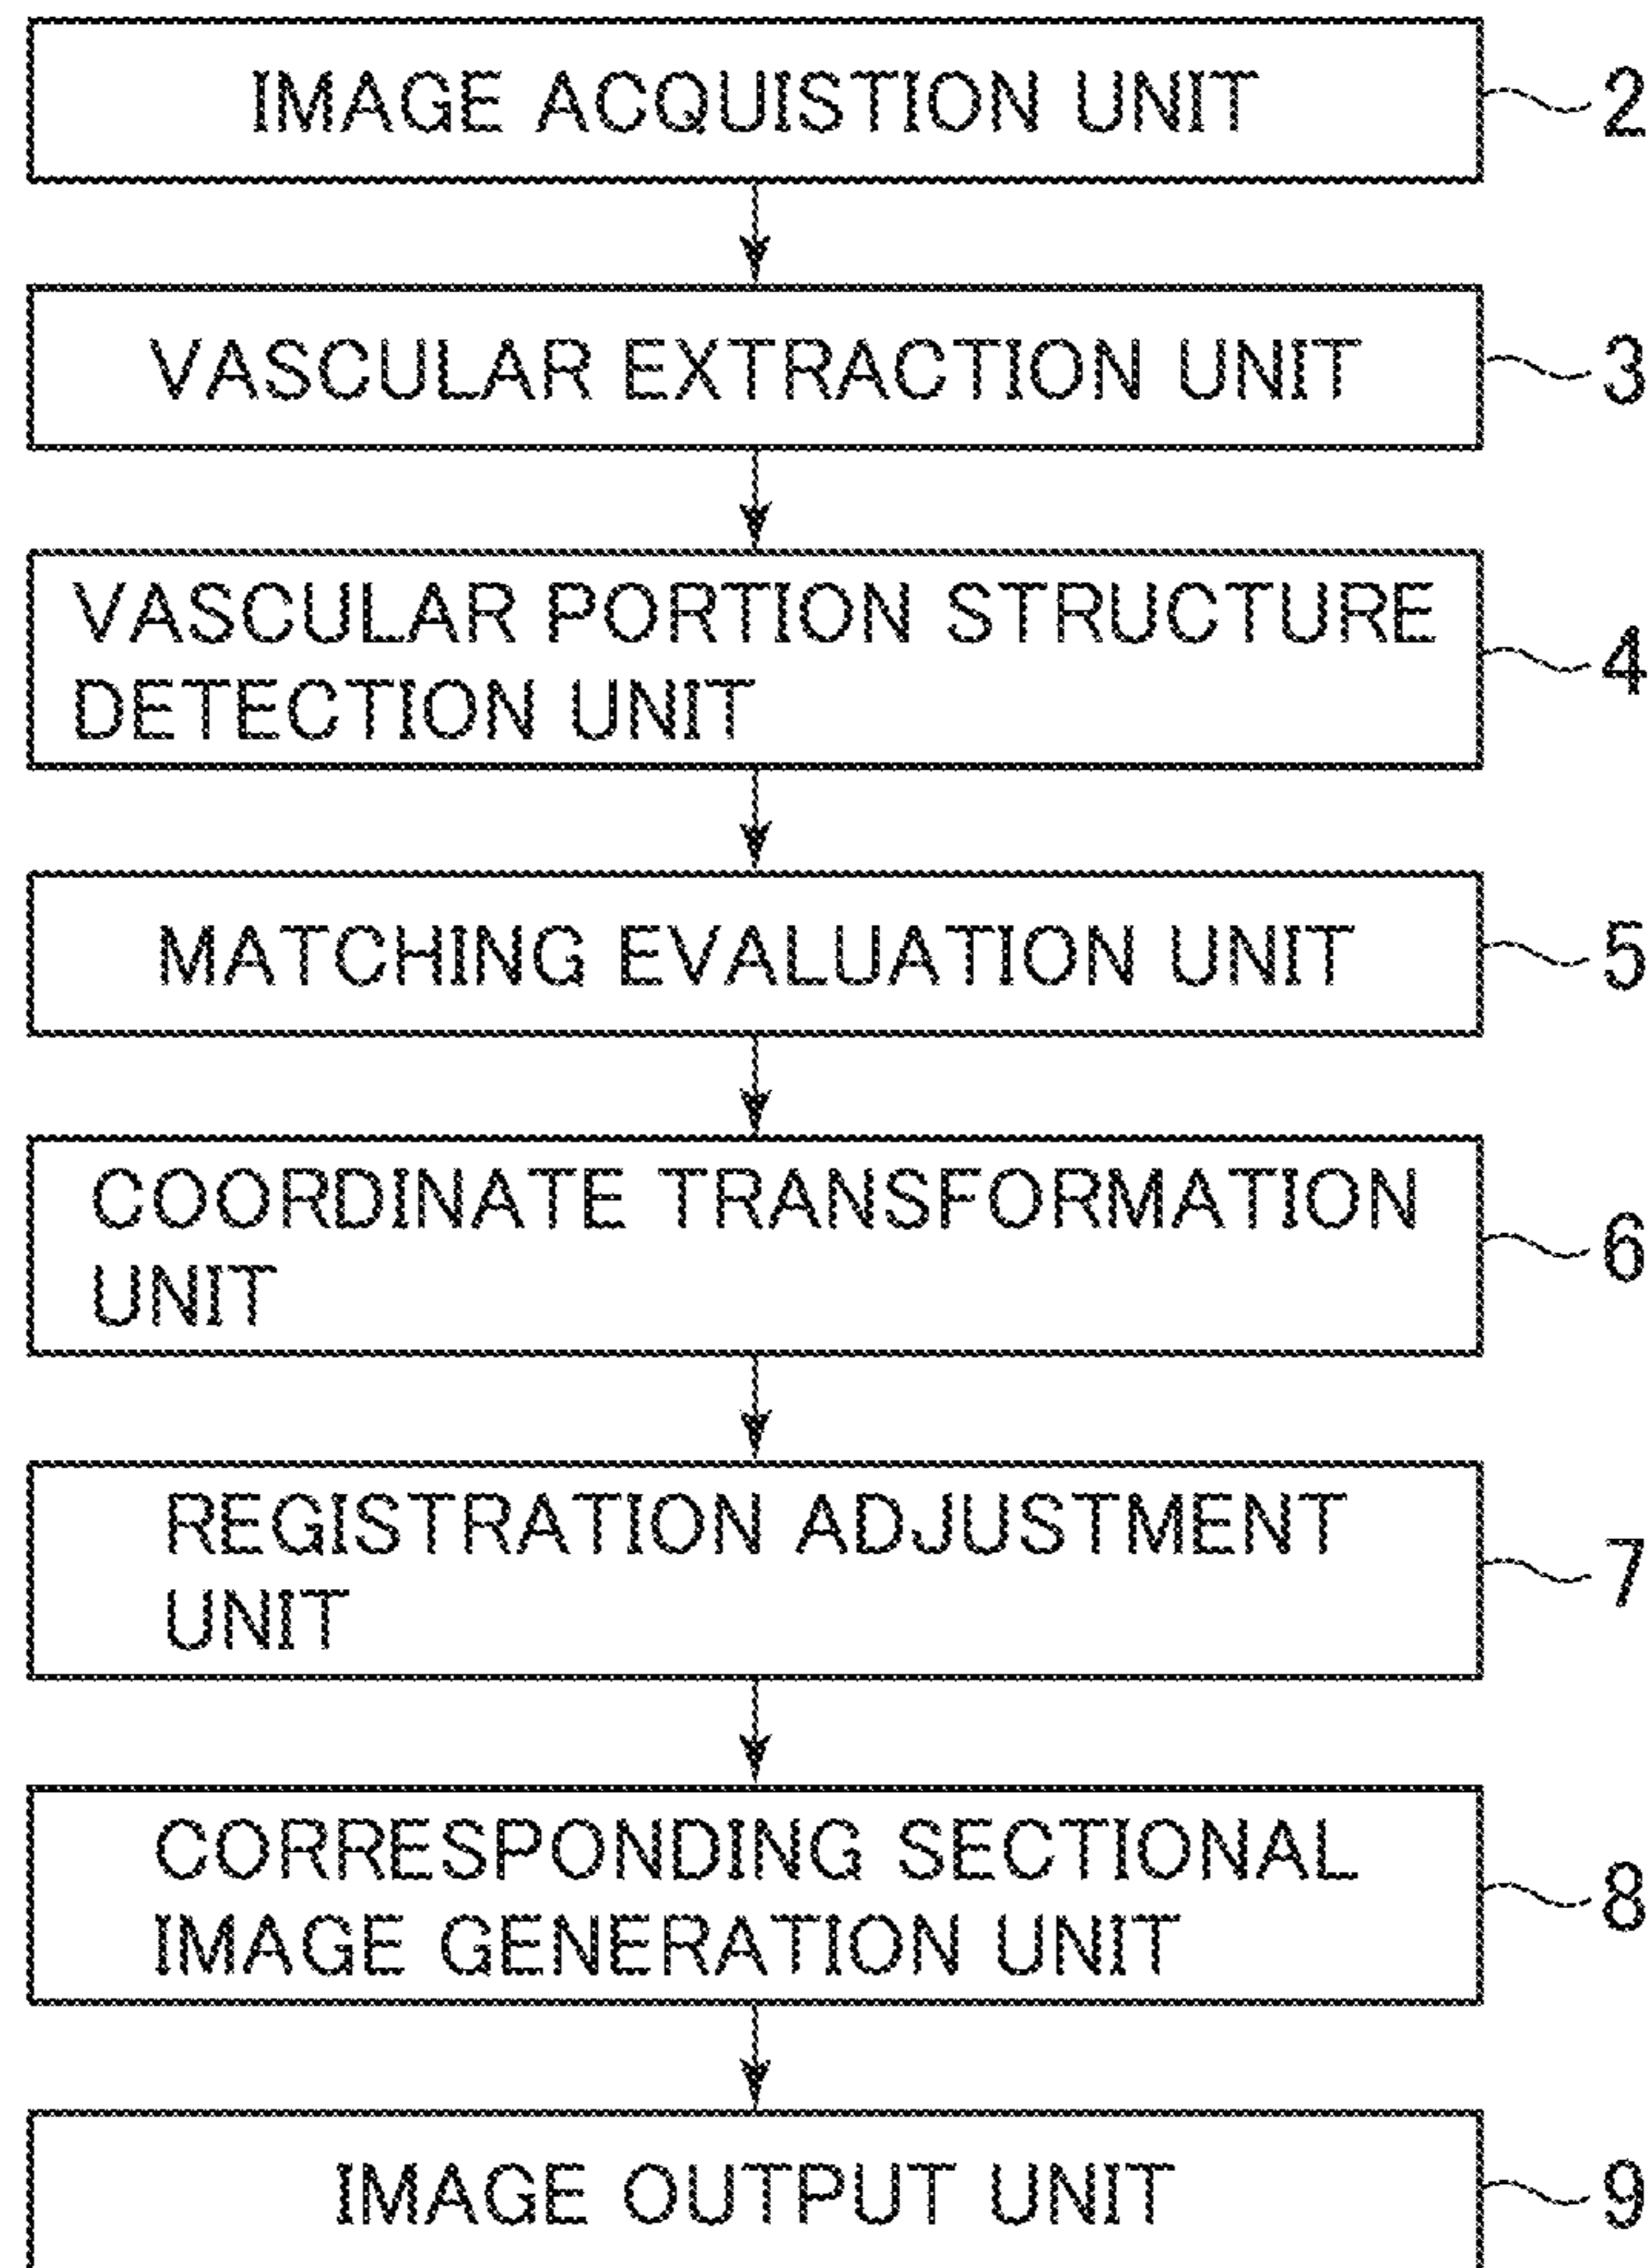 IMAGE ACQUISTION UNIT 2
VASCULAR EXTRACTION UNIT 3
VASCULAR PORTION STRUCTURE
DETECTION UNIT 4
MATCHING EVALUATION UNIT 5
COORDINATE TRANSFORMATION
UNIT 6
REGISTRATION ADJUSTMENT
UNIT 7
CORRESPONDING SECTIONAL
IMAGE GENERATION UNIT 8
IMAGE OUTPUT UNIT 9